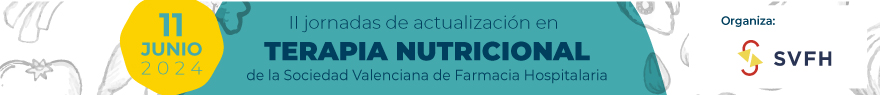 11
JUNIO
2024
II jornadas de actualización en
TERAPIA NUTRICIONAL
de la Sociedad Valenciana de Farmacia Hospitalaria
Organiza:
SVFH